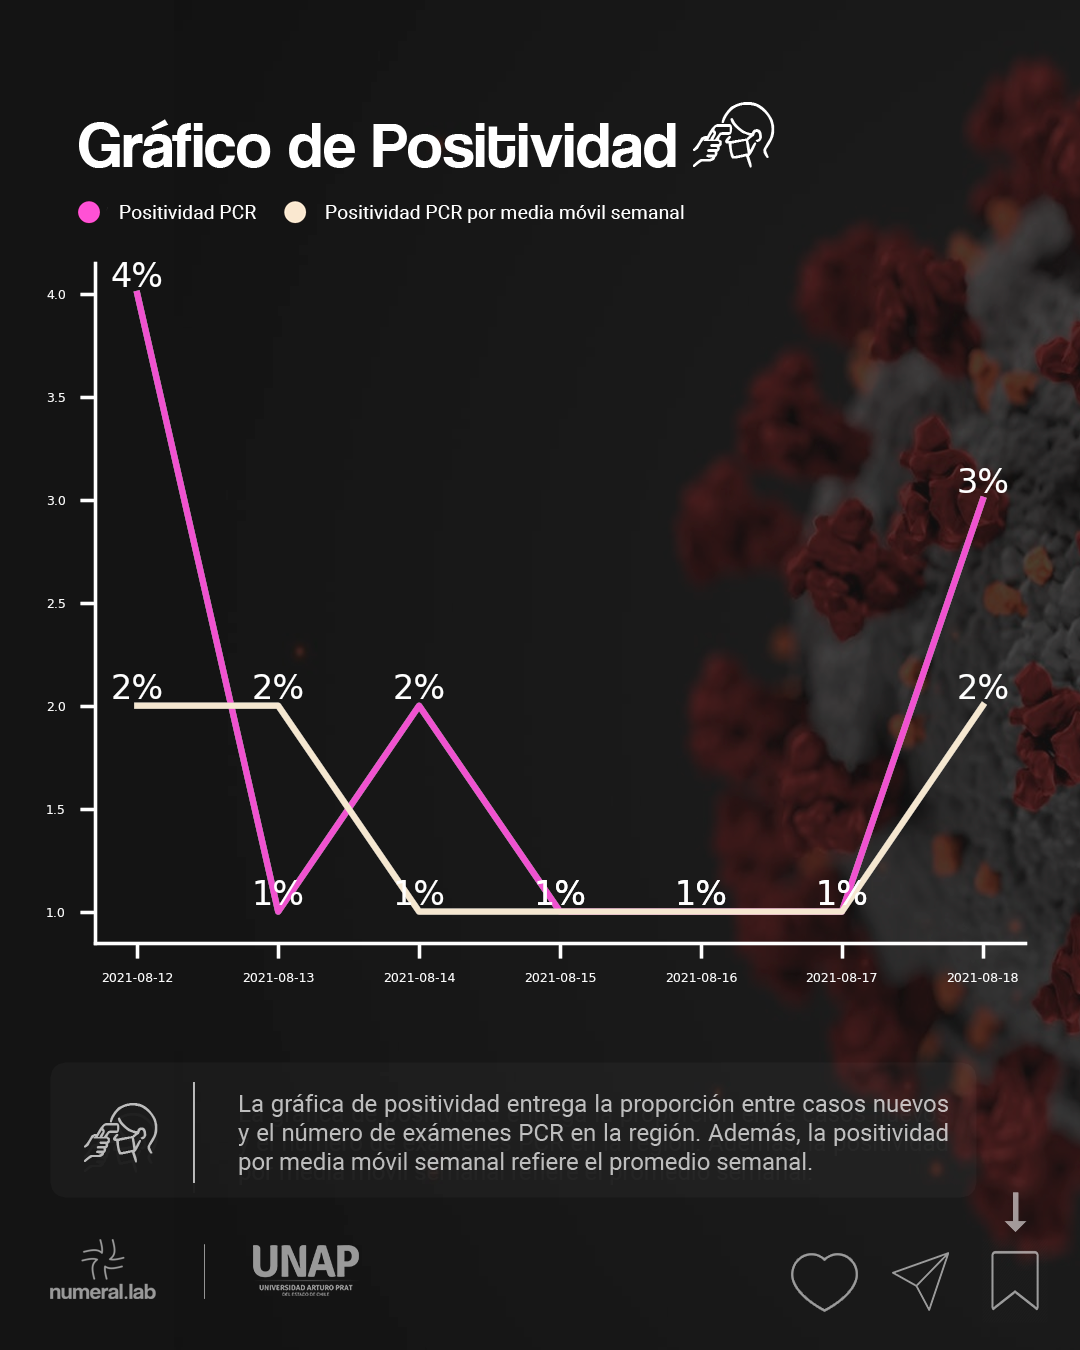 Gráfico de Positividad
Positividad PCR
Positividad PCR por media móvil semanal
4.0
3.5
3.0
2.5
2.0
1.5
1.0
4%
3%
2%
2%
2%
2%
1%
1%
1%
1%
1%
2021-08-12
2021-08-13
2021-08-14
2021-08-15
2021-08-16
2021-08-17
2021-08-18
La gráfica de positividad entrega la proporción entre casos nuevos
y el número de exámenes PCR en la región. Además, la positividad
por media móvil semanal refiere el promedio semanal.
numeral.lab
UNAP
UNIVERSIDAD ARTURO PRAT
DEL ESTADO DE CHILE